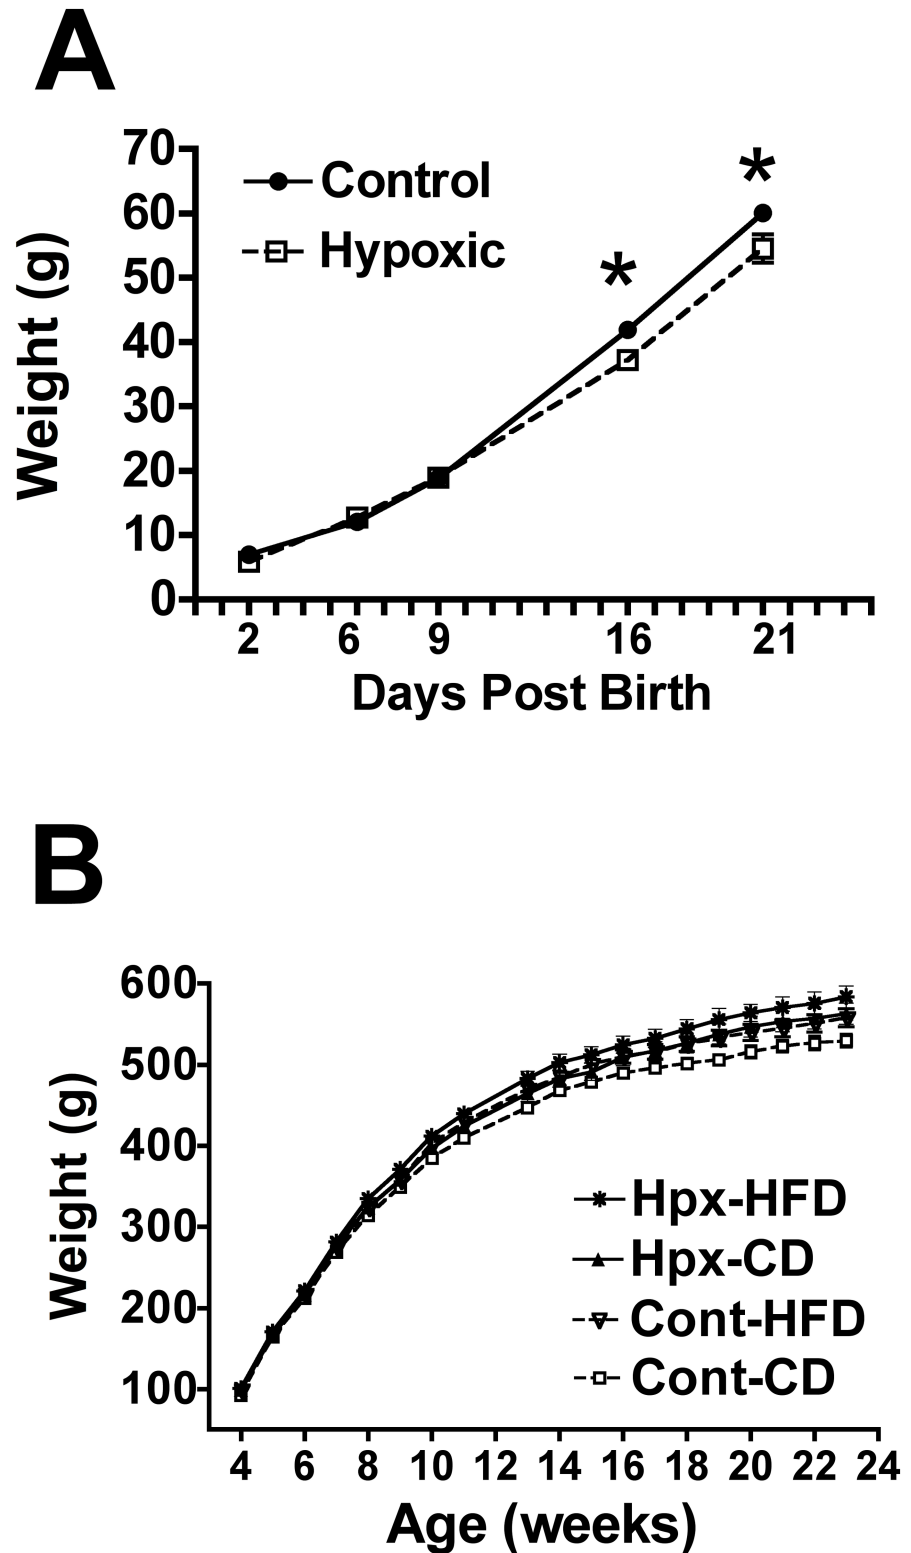 A
70
60
50
40
30
20
10
0
Weight (g)
Control
Hypoxic
*
*
2 6 9 16 21
Days Post Birth
B
600
500
400
300
200
100
Weight (g)
Hpx-HFD
Hpx-CD
Cont-HFD
Cont-CD
4 6 8 10 12 14 16 18 20 22 24
Age (weeks)